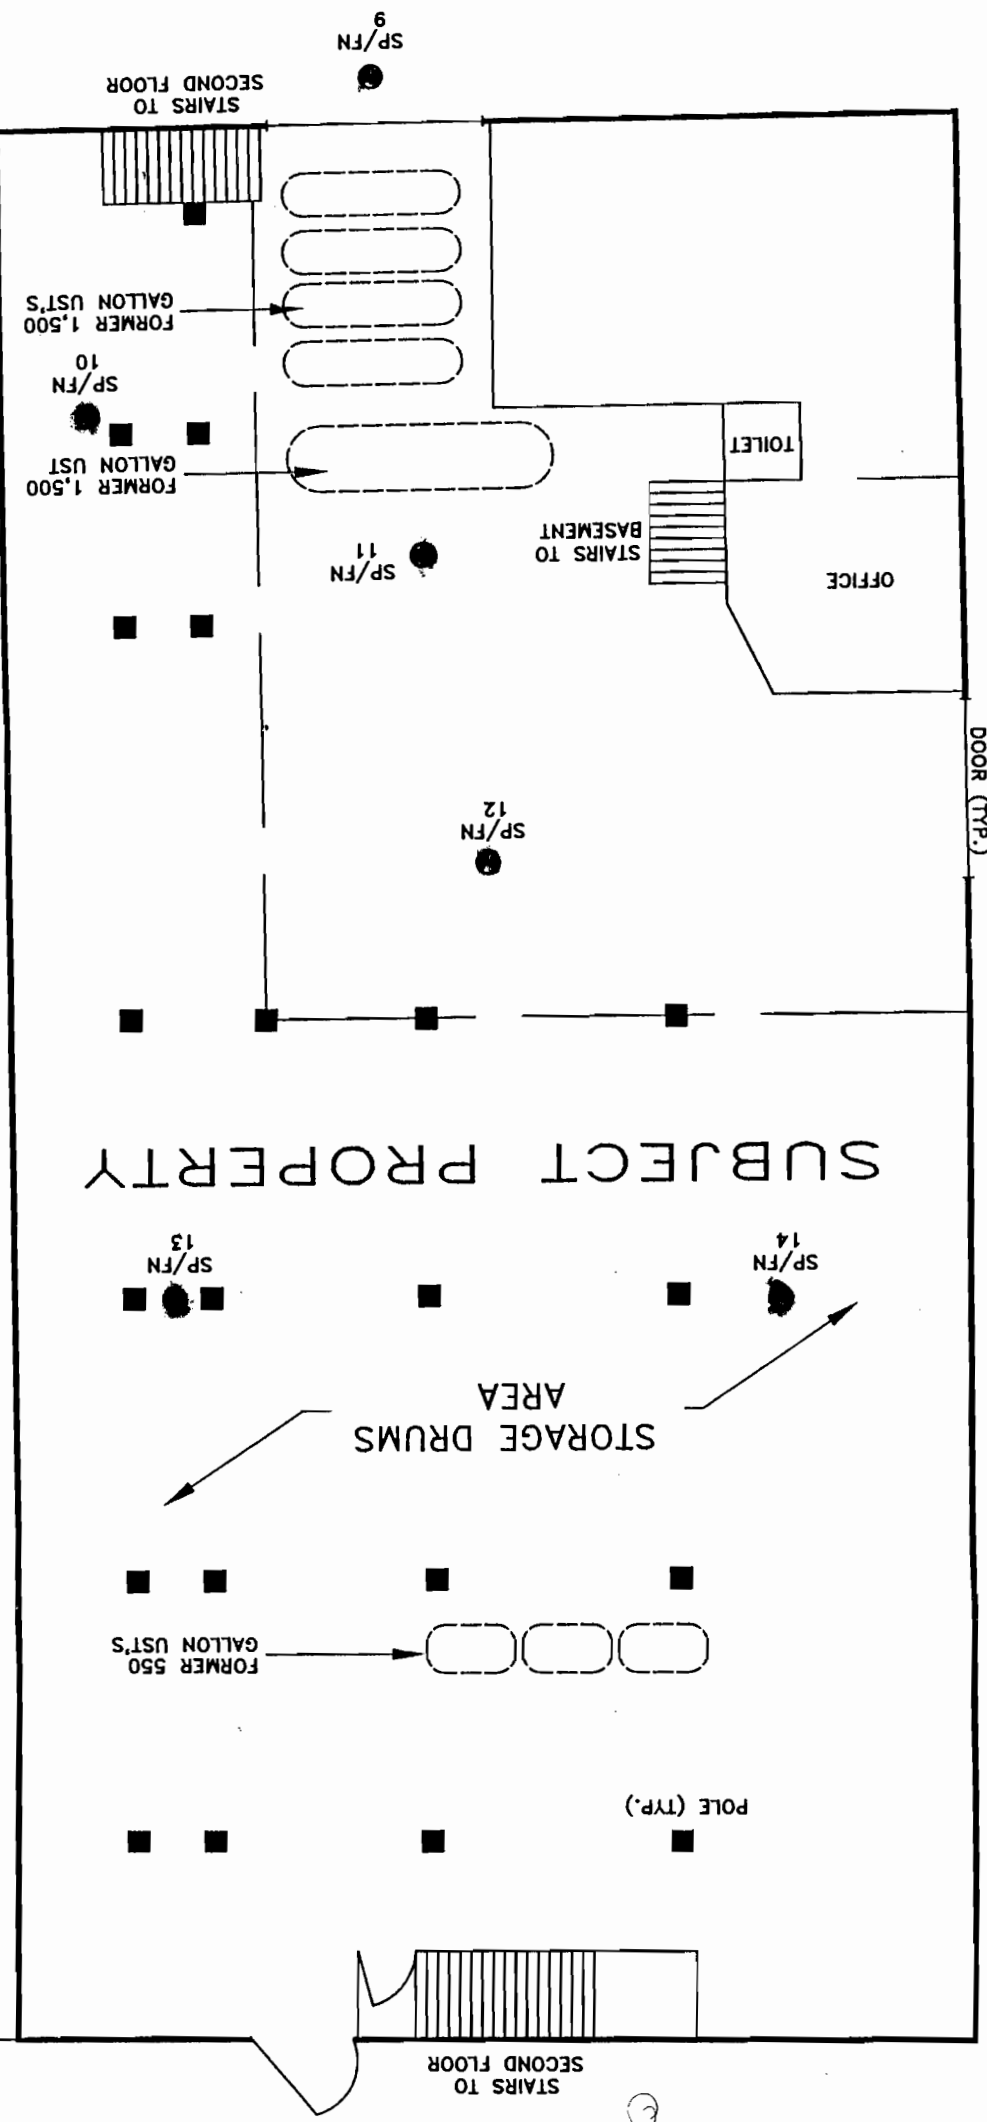 STAIRS TO
SECOND FLOOR
POLE (TYP.)
FORMER 550
GALLON UST'S
STORAGE DRUMS
AREA
SP/FN
14
SP/FN
13
SUBJECT PROPERTY
SP/FN
12
DOOR (TYP.)
OFFICE
STAIRS TO
BASEMENT
SP/FN
11
TOILET
FORMER 1,500
GALLON UST
SP/FN
10
FORMER 1,500
GALLON UST'S
STAIRS TO
SECOND FLOOR
SP/FN
9